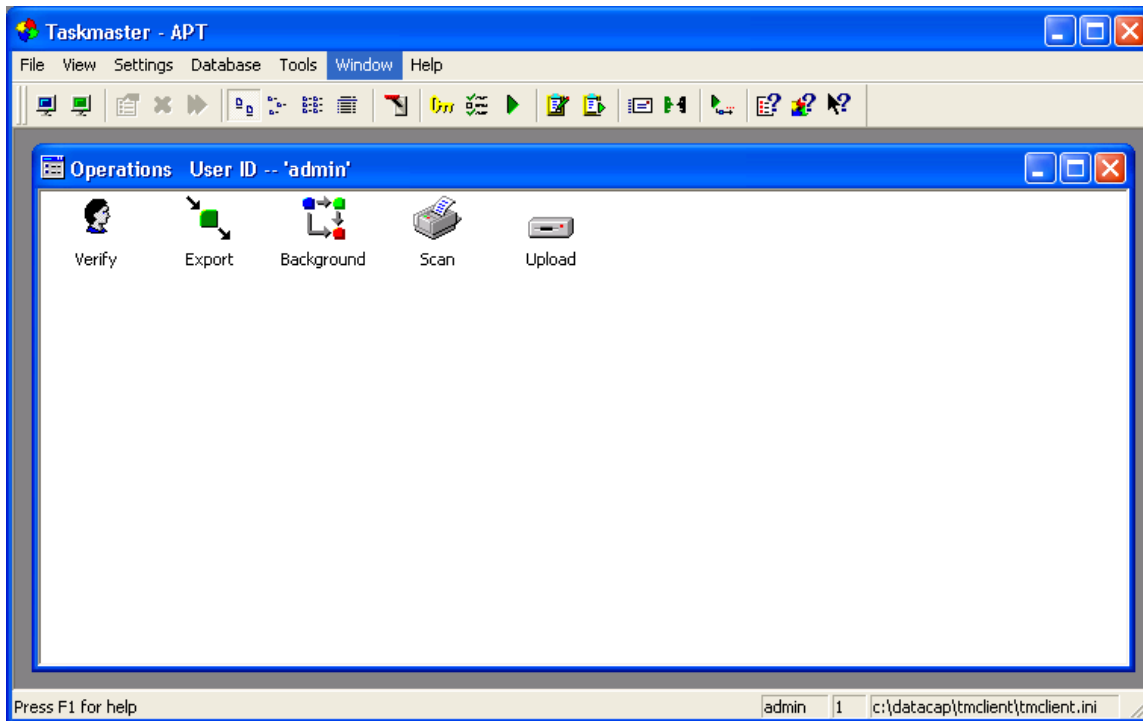 Taskmaster - APT
File View Settings Database Tools Window Help
Operations User ID -- 'admin'
Verify Export Background Scan Upload
Press F1 for help admin 1 c:\datacap\tmclient\tmclient.ini